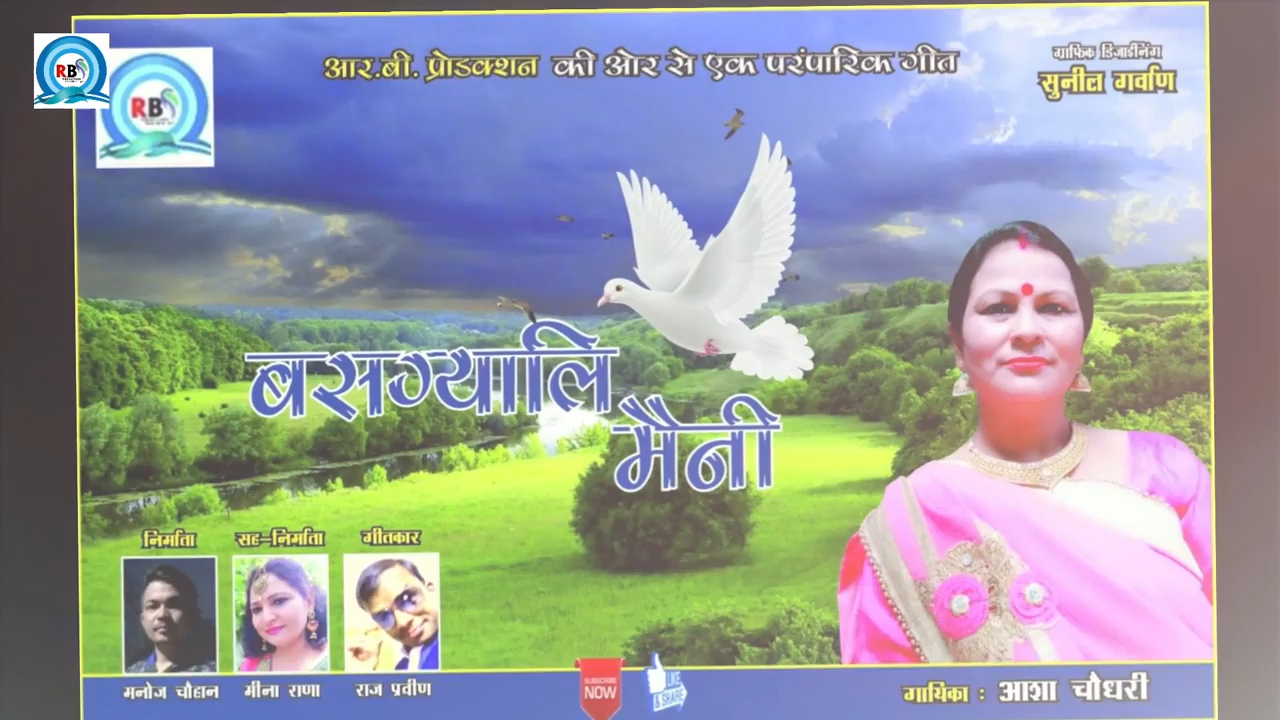 RB
RB
आर.बी. प्रोडक्शन की ओर से एक परंपारिक गीत
ग्राफिक डिजाईनिंग
सुनील गर्वाण
बसग्यालि
मैनी
निर्माता
सह-निर्माता
गीतकार
मनोज चौहान
मीना राणा
राज प्रवीण
SUBSCRIBE
NOW
LIKE
& SHARE
गायिका : आशा चौधरी